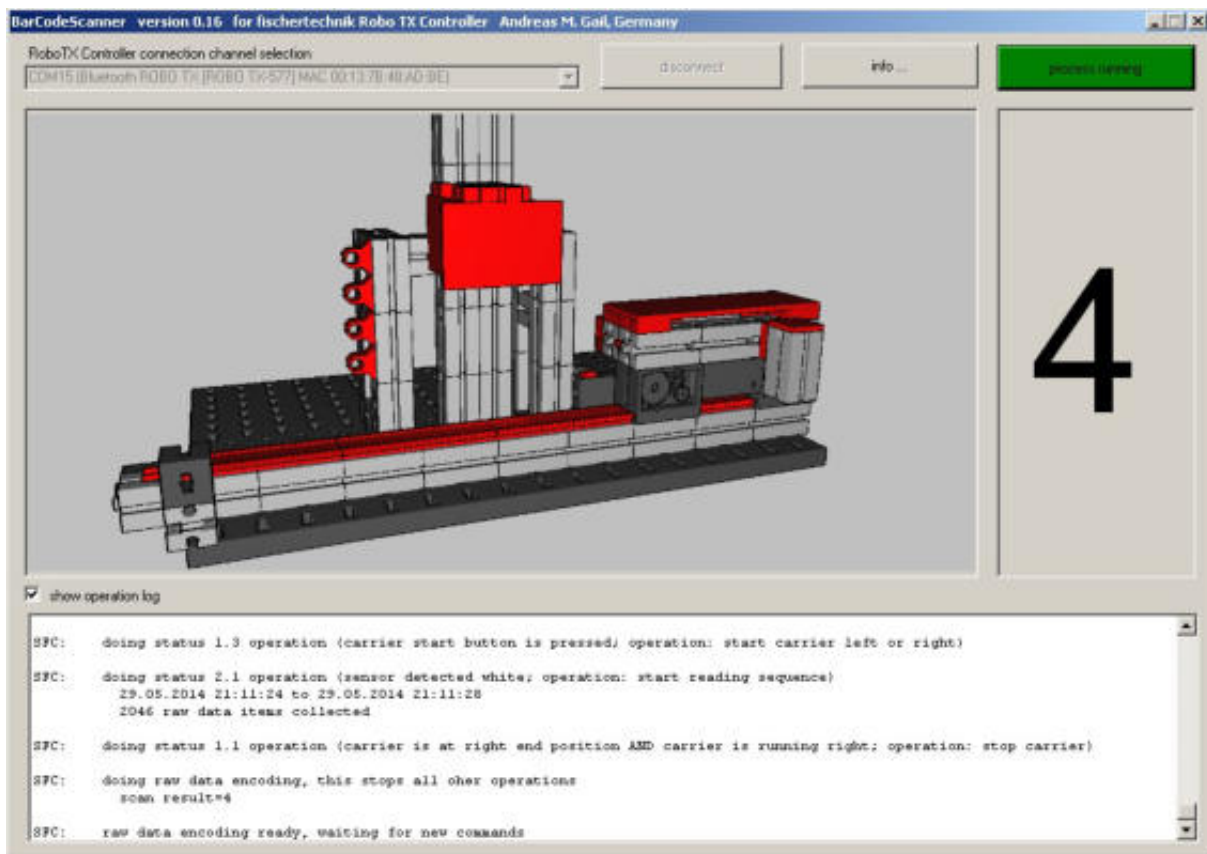 BarCodeScanner version 0.16 for fischertechnik Robo TX Controller Andreas M. Gail, Germany
RoboTX Controller connection channel selection
COM15 (Bluetooth ROBO TX [ROBO TX-577] MAC 00:13:7B:48:AD:BE)
disconnect
info ...
process running
4
show operation log
SFC: doing status 1.3 operation (carrier start button is pressed; operation: start carrier left or right)
SFC: doing status 2.1 operation (sensor detected white; operation: start reading sequence)
29.05.2014 21:11:24 to 29.05.2014 21:11:28
2046 raw data items collected
SFC: doing status 1.1 operation (carrier is at right end position AND carrier is running right; operation: stop carrier)
SFC: doing raw data encoding, this stops all oher operations
scan result=4
SFC: raw data encoding ready, waiting for new commands